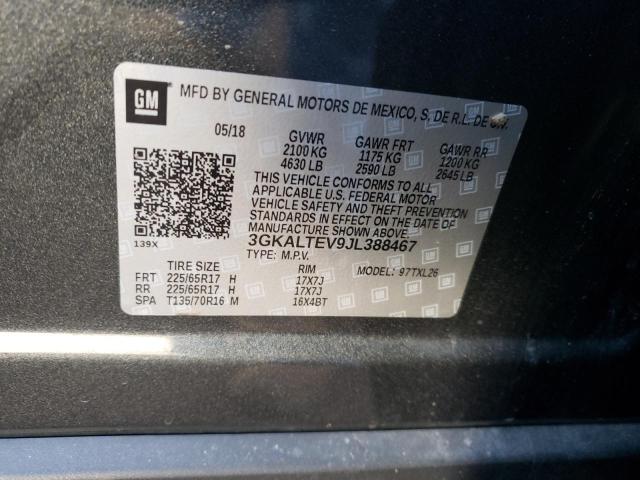 GM
MFD BY GENERAL MOTORS DE MEXICO, S. DE R.L. DE C.V.
05/18 GVWR GAWR FRT GAWR RR
2100 KG 1175 KG 1200 KG
4630 LB 2590 LB 2645 LB
THIS VEHICLE CONFORMS TO ALL
APPLICABLE U.S. FEDERAL MOTOR
VEHICLE SAFETY AND THEFT PREVENTION
STANDARDS IN EFFECT ON THE DATE OF
MANUFACTURE SHOWN ABOVE.
139X 3GKALTEV9JL388467
TYPE: M.P.V. MODEL: 97TXL26
TIRE SIZE RIM
FRT 225/65R17 H 17X7J
RR 225/65R17 H 17X7J
SPA T135/70R16 M 16X4BT